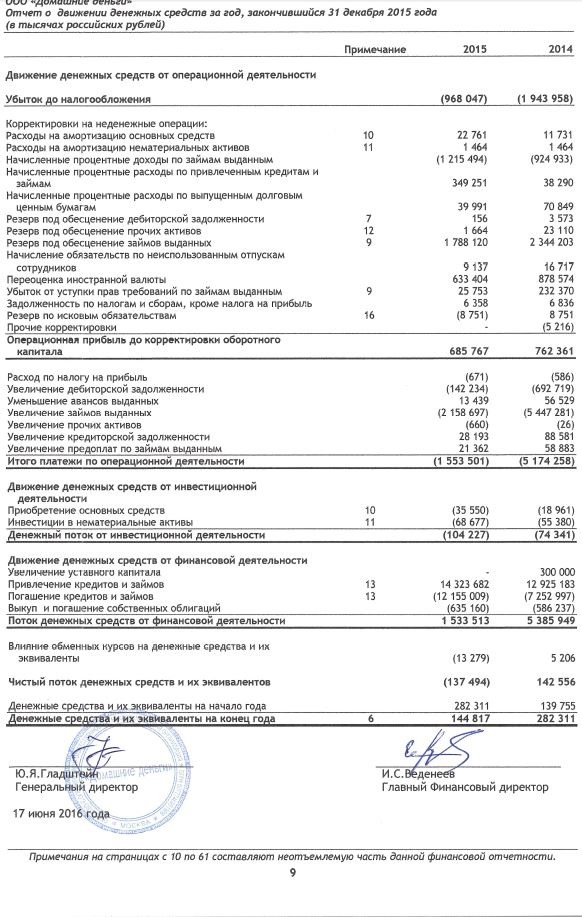 ООО «Домашние деньги»
Отчет о движении денежных средств за год, закончившийся 31 декабря 2015 года
(в тысячах российских рублей)
Примечание 2015 2014
Движение денежных средств от операционной деятельности
Убыток до налогообложения (968 047) (1 943 958)
Корректировки на неденежные операции:
Расходы на амортизацию основных средств 10 22 761 11 731
Расходы на амортизацию нематериальных активов 11 1 464 1 464
Начисленные процентные доходы по займам выданным (1 215 494) (924 933)
Начисленные процентные расходы по привлеченным кредитам и
займам 349 251 38 290
Начисленные процентные расходы по выпущенным долговым
ценным бумагам 39 991 70 849
Резерв под обесценение дебиторской задолженности 7 156 3 573
Резерв под обесценение прочих активов 12 1 664 23 110
Резерв под обесценение займов выданных 9 1 788 120 2 344 203
Начисление обязательств по неиспользованным отпускам
сотрудников 9 137 16 717
Переоценка иностранной валюты 633 404 878 574
Убыток от уступки прав требований по займам выданным 9 25 753 232 370
Задолженность по налогам и сборам, кроме налога на прибыль 6 358 6 836
Резерв по исковым обязательствам 16 (8 751) 8 751
Прочие корректировки - (5 216)
Операционная прибыль до корректировки оборотного
капитала 685 767 762 361
Расход по налогу на прибыль (671) (586)
Увеличение дебиторской задолженности (142 234) (692 719)
Уменьшение авансов выданных 13 439 56 529
Увеличение займов выданных (2 158 697) (5 447 281)
Увеличение прочих активов (660) (26)
Увеличение кредиторской задолженности 28 193 88 581
Увеличение предоплат по займам выданным 21 362 58 883
Итого платежи по операционной деятельности (1 553 501) (5 174 258)
Движение денежных средств от инвестиционной
деятельности
Приобретение основных средств 10 (35 550) (18 961)
Инвестиции в нематериальные активы 11 (68 677) (55 380)
Денежный поток от инвестиционной деятельности (104 227) (74 341)
Движение денежных средств от финансовой деятельности
Увеличение уставного капитала - 300 000
Привлечение кредитов и займов 13 14 323 682 12 925 183
Погашение кредитов и займов 13 (12 155 009) (7 252 997)
Выкуп и погашение собственных облигаций (635 160) (586 237)
Поток денежных средств от финансовой деятельности 1 533 513 5 385 949
Влияние обменных курсов на денежные средства и их
эквиваленты (13 279) 5 206
Чистый поток денежных средств и их эквивалентов (137 494) 142 556
Денежные средства и их эквиваленты на начало года 282 311 139 755
Денежные средства и их эквиваленты на конец года 6 144 817 282 311
Ю.Я.Гладштейн И.С.Веденеев
Генеральный директор Главный Финансовый директор
«Домашние деньги»
МОСКВА
17 июня 2016 года
Примечания на страницах с 10 по 61 составляют неотъемлемую часть данной финансовой отчетности.
9